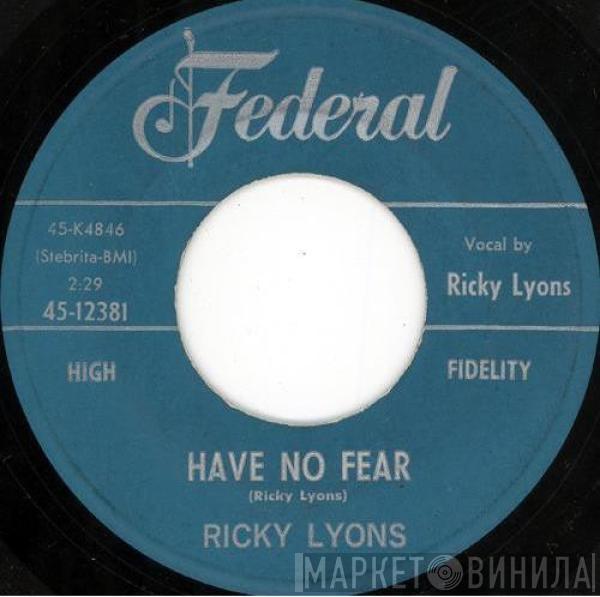 Federal
45-K4846
(Stebrita-BMI)
2:29
45-12381
Vocal by
Ricky Lyons
HIGH
FIDELITY
HAVE NO FEAR
(Ricky Lyons)
RICKY LYONS
МАРКЕТ ВИНИЛА